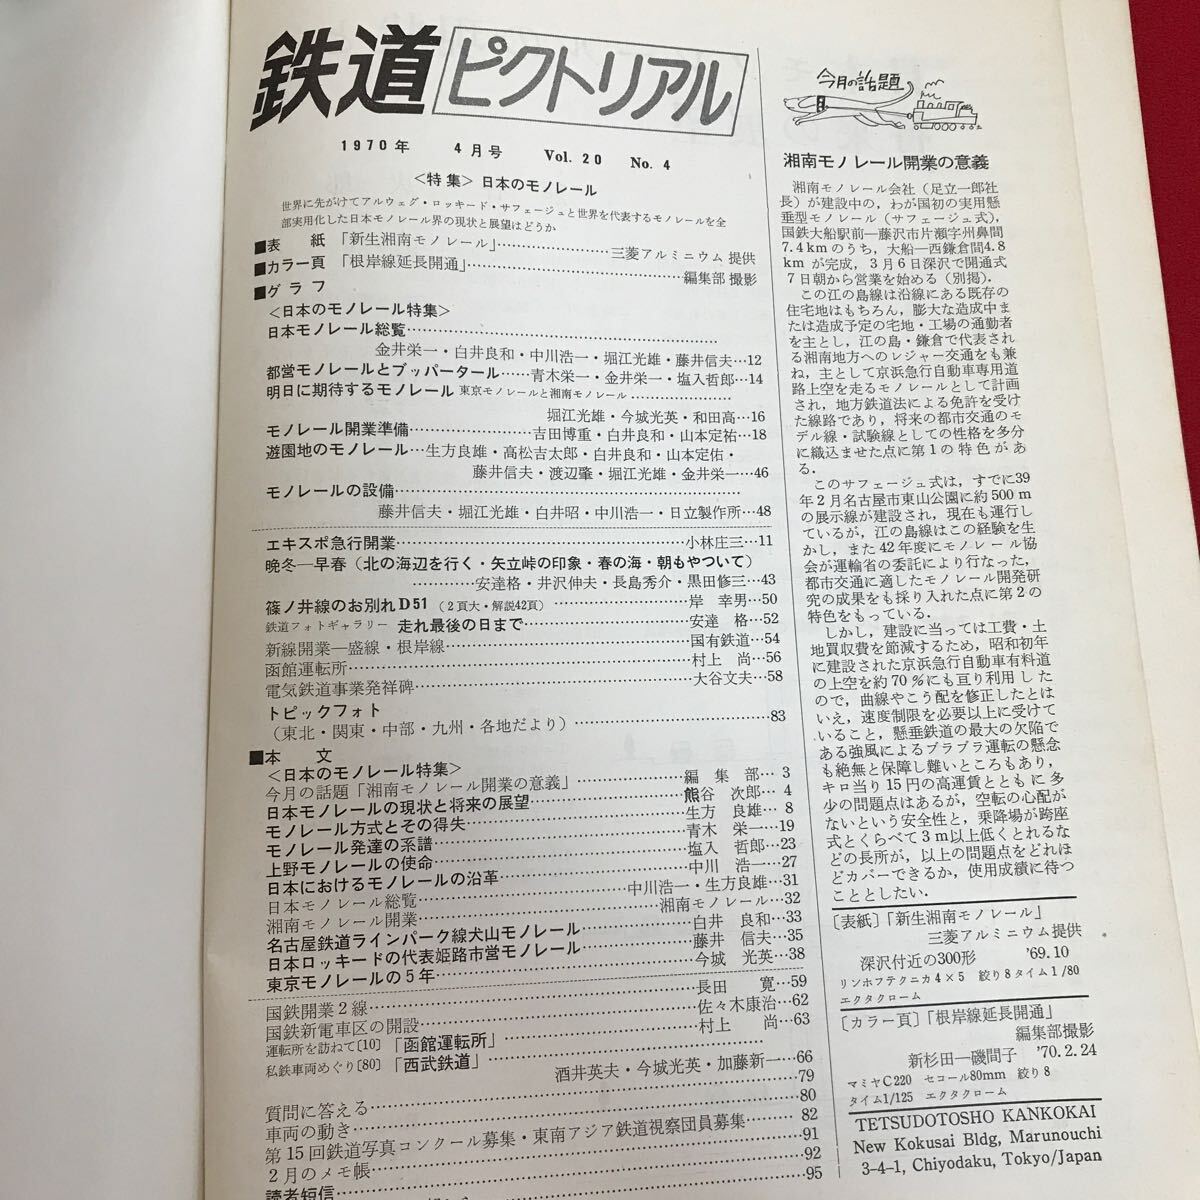 鉄道ピクトリアル
1970年 4月号 Vol. 20 No. 4
〈特集〉日本のモノレール
世界に先がけてアルウェグ・ロッキード・サフェージュと世界を代表するモノレールを全
部実用化した日本モノレール界の現状と展望はどうか
■表 紙「新生湘南モノレール」…………三菱アルミニウム 提供
■カラー頁「根岸線延長開通」…………編集部 撮影
■グラフ
〈日本のモノレール特集〉
日本モノレール総覧…………
金井栄一・白井良和・中川浩一・堀江光雄・藤井信夫…12
都営モノレールとブッパータール……青木栄一・金井栄一・塩入哲郎…14
明日に期待するモノレール 東京モノレールと湘南モノレール…………
堀江光雄・今城光英・和田高…16
モノレール開業準備…………吉田博重・白井良和・山本定祐…18
遊園地のモノレール…生方良雄・高松吉太郎・白井良和・山本定佑・
藤井信夫・渡辺肇・堀江光雄・金井栄一…46
モノレールの設備…………
藤井信夫・堀江光雄・白井昭・中川浩一・日立製作所…48
エキスポ急行開業…………小林庄三…11
晩冬―早春(北の海辺を行く・矢立峠の印象・春の海・朝もやついて)
…………安達格・井沢伸夫・長島秀介・黒田修三…43
篠ノ井線のお別れD51(2頁大・解説42頁)…………岸 幸男…50
鉄道フォトギャラリー 走れ最後の日まで…………安達 格…52
新線開業―盛線・根岸線…………国有鉄道…54
函館運転所…………村上 尚…56
電気鉄道事業発祥碑…………大谷文夫…58
トピックフォト
(東北・関東・中部・九州・各地だより)…………83
■本 文
〈日本のモノレール特集〉
今月の話題「湘南モノレール開業の意義」…………編 集 部… 3
日本モノレールの現状と将来の展望…………熊谷 次郎… 4
モノレール方式とその得失…………生方 良雄… 8
モノレール発達の系譜…………青木 栄一…19
上野モノレールの使命…………塩入 哲郎…23
日本におけるモノレールの沿革…………中川 浩一…27
日本モノレール総覧…………中川浩一・生方良雄…31
湘南モノレール開業…………湘南モノレール…32
名古屋鉄道ラインパーク線犬山モノレール…………白井 良和…33
日本ロッキードの代表姫路市営モノレール…………藤井 信夫…35
東京モノレールの5年…………今城 光英…38
国鉄開業2線…………長田 寛…59
国鉄新電車区の開設…………佐々木康治…62
運転所を訪ねて〔10〕「函館運転所」…………村上 尚…63
私鉄車両めぐり〔80〕「西武鉄道」…………
酒井英夫・今城光英・加藤新一…66
質問に答える…………79
車両の動き…………80
第15回鉄道写真コンクール募集・東南アジア鉄道視察団員募集…………82
2月のメモ帳…………91
読者短信…………92
95
今月の話題
湘南モノレール開業の意義
湘南モノレール会社(足立一郎社
長)が建設中の,わが国初の実用懸
垂型モノレール(サフェージュ式),
国鉄大船駅前―藤沢市片瀬字州鼻間
7.4kmのうち,大船―西鎌倉間4.8
kmが完成,3月6日深沢で開通式
7日朝から営業を始める(別掲).
この江の島線は沿線にある既存の
住宅地はもちろん,膨大な造成中ま
たは造成予定の宅地・工場の通勤者
を主とし,江の島・鎌倉で代表され
る湘南地方へのレジャー交通をも兼
ね,主として京浜急行自動車専用道
路上空を走るモノレールとして計画
され,地方鉄道法による免許を受け
た線路であり,将来の都市交通のモ
デル線・試験線としての性格を多分
に織込ませた点に第1の特色があ
る.
このサフェージュ式は,すでに39
年2月名古屋市東山公園に約500m
の展示線が建設され,現在も運行し
ているが,江の島線はこの経験を生
かし,また42年度にモノレール協
会が運輸省の委託により行なった,
都市交通に適したモノレール開発研
究の成果をも採り入れた点に第2の
特色をもっている.
しかし,建設に当っては工費・土
地買収費を節減するため,昭和初年
に建設された京浜急行自動車有料道
の上空を約70%にも亘り利用した
ので,曲線やこう配を修正したとは
いえ,速度制限を必要以上に受けて
いること,懸垂鉄道の最大の欠陥で
ある強風によるブラブラ運転の懸念
も絶無と保障し難いところもあり,
キロ当り15円の高運賃とともに多
少の問題点はあるが,空転の心配が
ないという安全性と,乗降場が跨座
式とくらべて3m以上低くとれるな
どの長所が,以上の問題点をどれほ
どカバーできるか,使用成績に待つ
こととしたい.
〔表紙〕「新生湘南モノレール」
三菱アルミニウム提供
深沢付近の300形 '69.10
リンホフテクニカ4×5 絞り8タイム1/80
エクタクローム
〔カラー頁〕「根岸線延長開通」
編集部撮影
新杉田―磯間子 '70.2.24
マミヤC220 セコール80mm 絞り8
タイム1/125 エクタクローム
TETSUDOTOSHO KANKOKAI
New Kokusai Bldg, Marunouchi
3-4-1, Chiyodaku, Tokyo/Japan